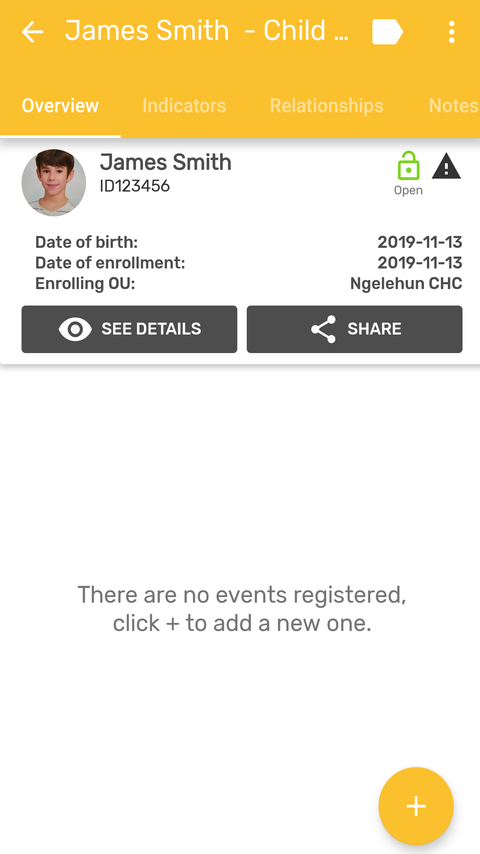 James Smith - Child ...
Overview Indicators Relationships Notes
James Smith
ID123456
Open
Date of birth: 2019-11-13
Date of enrollment: 2019-11-13
Enrolling OU: Ngelehun CHC
SEE DETAILS SHARE
There are no events registered,
click + to add a new one.
+